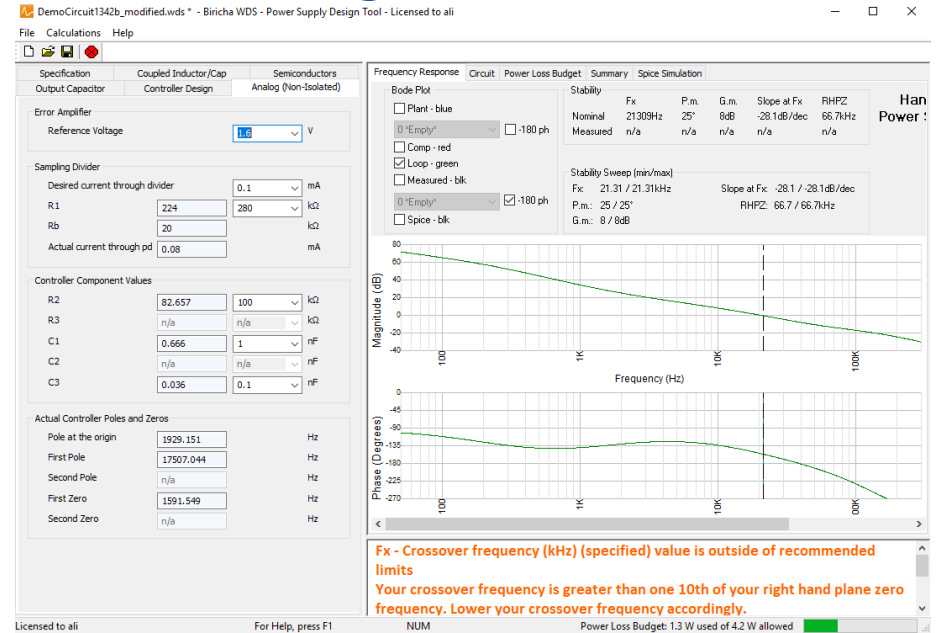 DemoCircuit1342b_modified.wds * - Biricha WDS - Power Supply Design Tool - Licensed to ali
File Calculations Help
Specification Coupled Inductor/Cap Semiconductors
Output Capacitor Controller Design Analog (Non-Isolated)
Error Amplifier
Reference Voltage 1.6 V
Sampling Divider
Desired current through divider 0.1 mA
R1 224 280 kΩ
Rb 20 kΩ
Actual current through pd 0.08 mA
Controller Component Values
R2 82.657 100 kΩ
R3 n/a n/a kΩ
C1 0.666 1 nF
C2 n/a n/a nF
C3 0.036 0.1 nF
Actual Controller Poles and Zeros
Pole at the origin 1929.151 Hz
First Pole 17507.044 Hz
Second Pole n/a Hz
First Zero 1591.549 Hz
Second Zero n/a Hz
Frequency Response Circuit Power Loss Budget Summary Spice Simulation
Bode Plot
Plant - blue
0 "Empty" -180 ph
Comp - red
Loop - green
Measured - blk
0 "Empty" -180 ph
Spice - blk
Stability
Fx P.m. G.m. Slope at Fx RHPZ
Nominal 21309Hz 25° 8dB -28.1dB/dec 66.7kHz
Measured n/a n/a n/a n/a n/a
Stability Sweep (min/max)
Fx: 21.31 / 21.31kHz Slope at Fx: -28.1 / -28.1dB/dec
P.m.: 25 / 25° RHPZ: 66.7 / 66.7kHz
G.m.: 8 / 8dB
Han
Power :
Magnitude (dB)
80
60
40
20
0
-20
-40
100 1K 10K 100K
Frequency (Hz)
Phase (Degrees)
0
-45
-90
-135
-180
-225
-270
100 1K 10K 00K
Fx - Crossover frequency (kHz) (specified) value is outside of recommended
limits
Your crossover frequency is greater than one 10th of your right hand plane zero
frequency. Lower your crossover frequency accordingly.
Licensed to ali For Help, press F1 NUM Power Loss Budget: 1.3 W used of 4.2 W allowed